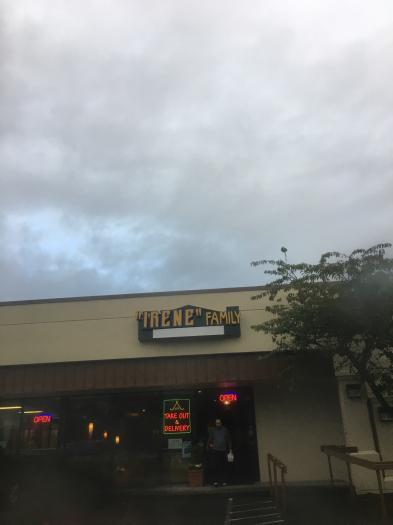 "IRENE" FAMILY
OPEN
TAKE OUT
&
DELIVERY
OPEN